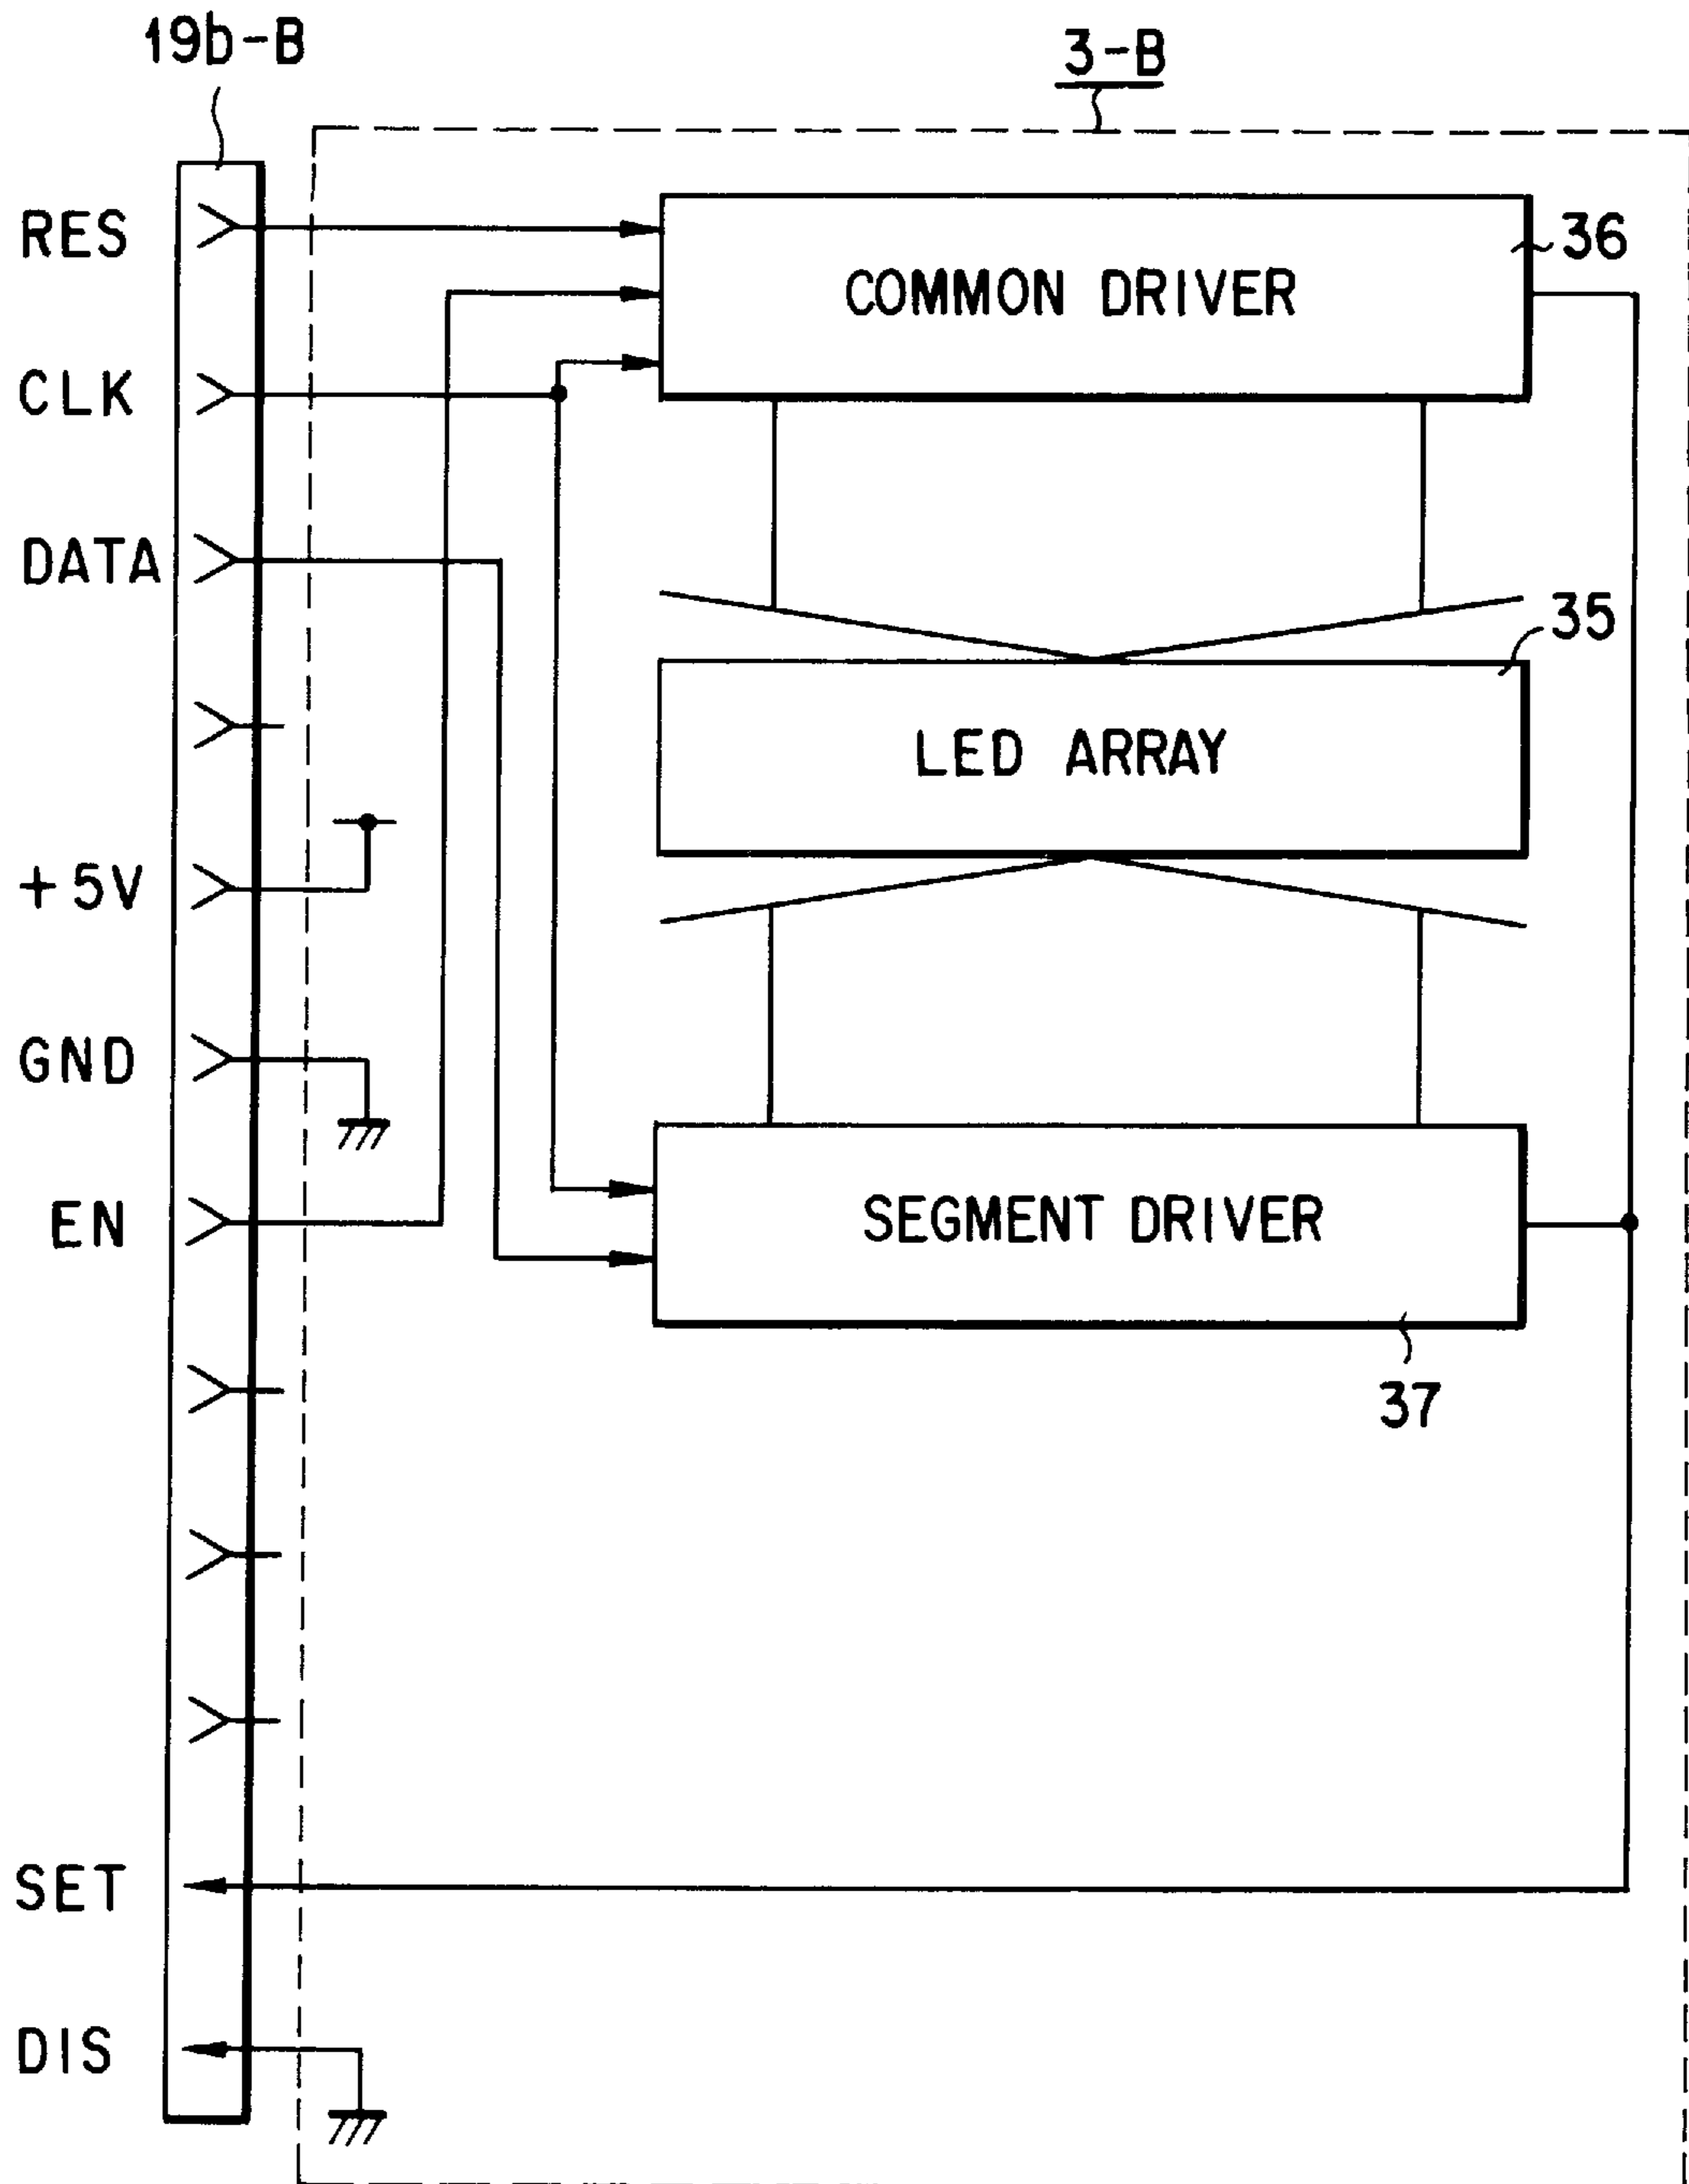 19b-B
3-B
RES
36
COMMON DRIVER
CLK
DATA
35
LED ARRAY
+5V
GND
EN
SEGMENT DRIVER
37
SET
DIS